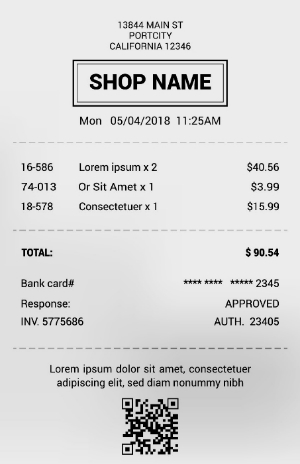 13844 MAIN ST
PORTCITY
CALIFORNIA 12346
SHOP NAME
Mon 05/04/2018 11:25AM
16-586 Lorem ipsum x 2 $40.56
74-013 Or Sit Amet x 1 $3.99
18-578 Consectetuer x 1 $15.99
TOTAL: $ 90.54
Bank card# **** **** ***** 2345
Response: APPROVED
INV. 5775686 AUTH. 23405
Lorem ipsum dolor sit amet, consectetuer
adipiscing elit, sed diam nonummy nibh